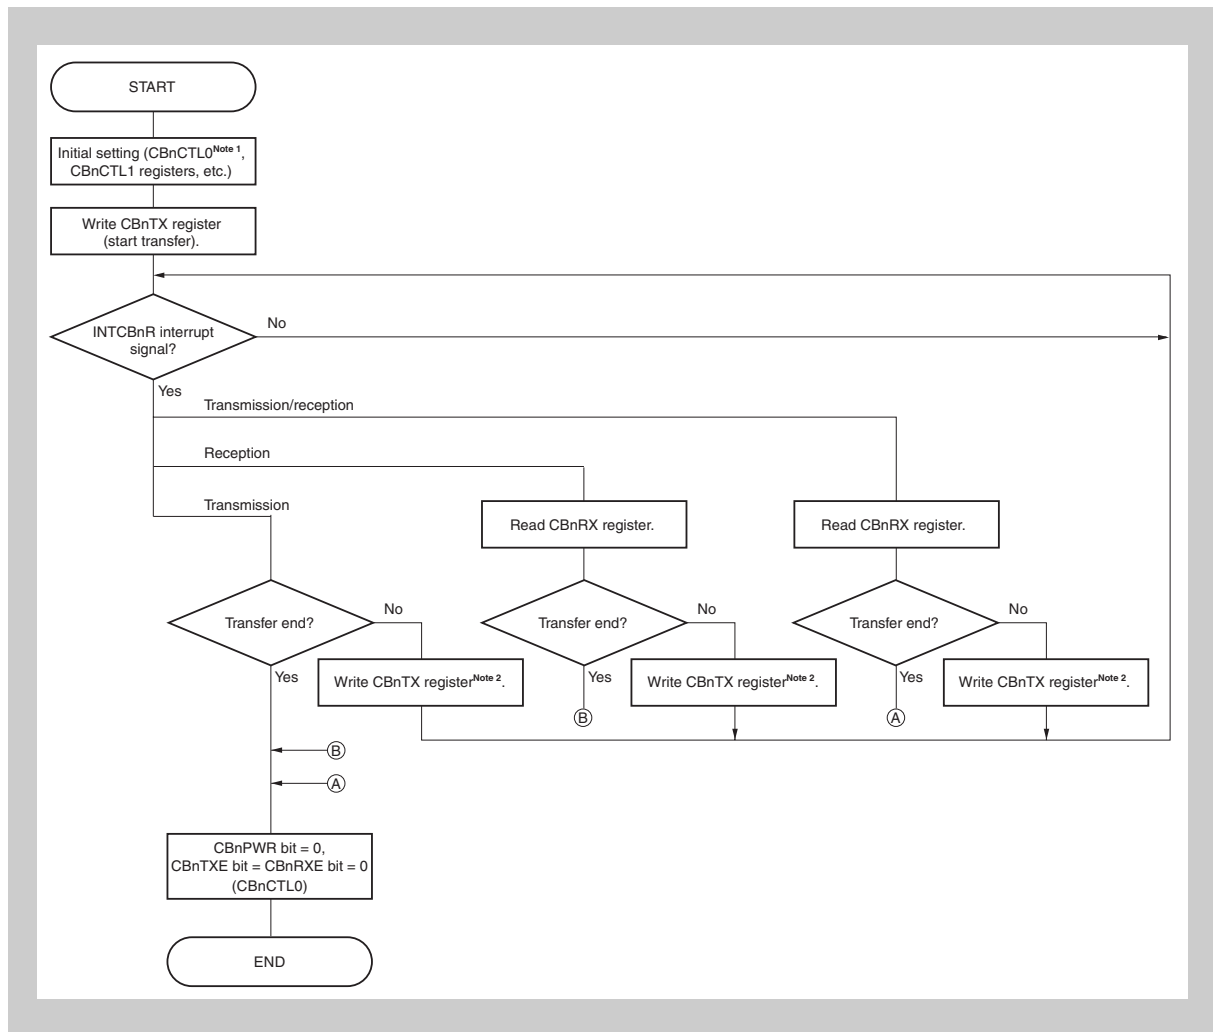 START
Initial setting (CBnCTL0Note 1,
CBnCTL1 registers, etc.)
Write CBnTX register
(start transfer).
INTCBnR interrupt
signal?
No
Yes
Transmission/reception
Reception
Transmission
Read CBnRX register.
Read CBnRX register.
Transfer end?
No
Transfer end?
No
Transfer end?
No
Yes
Write CBnTX registerNote 2.
Yes
Write CBnTX registerNote 2.
Yes
Write CBnTX registerNote 2.
B
A
B
A
CBnPWR bit = 0,
CBnTXE bit = CBnRXE bit = 0
(CBnCTL0)
END